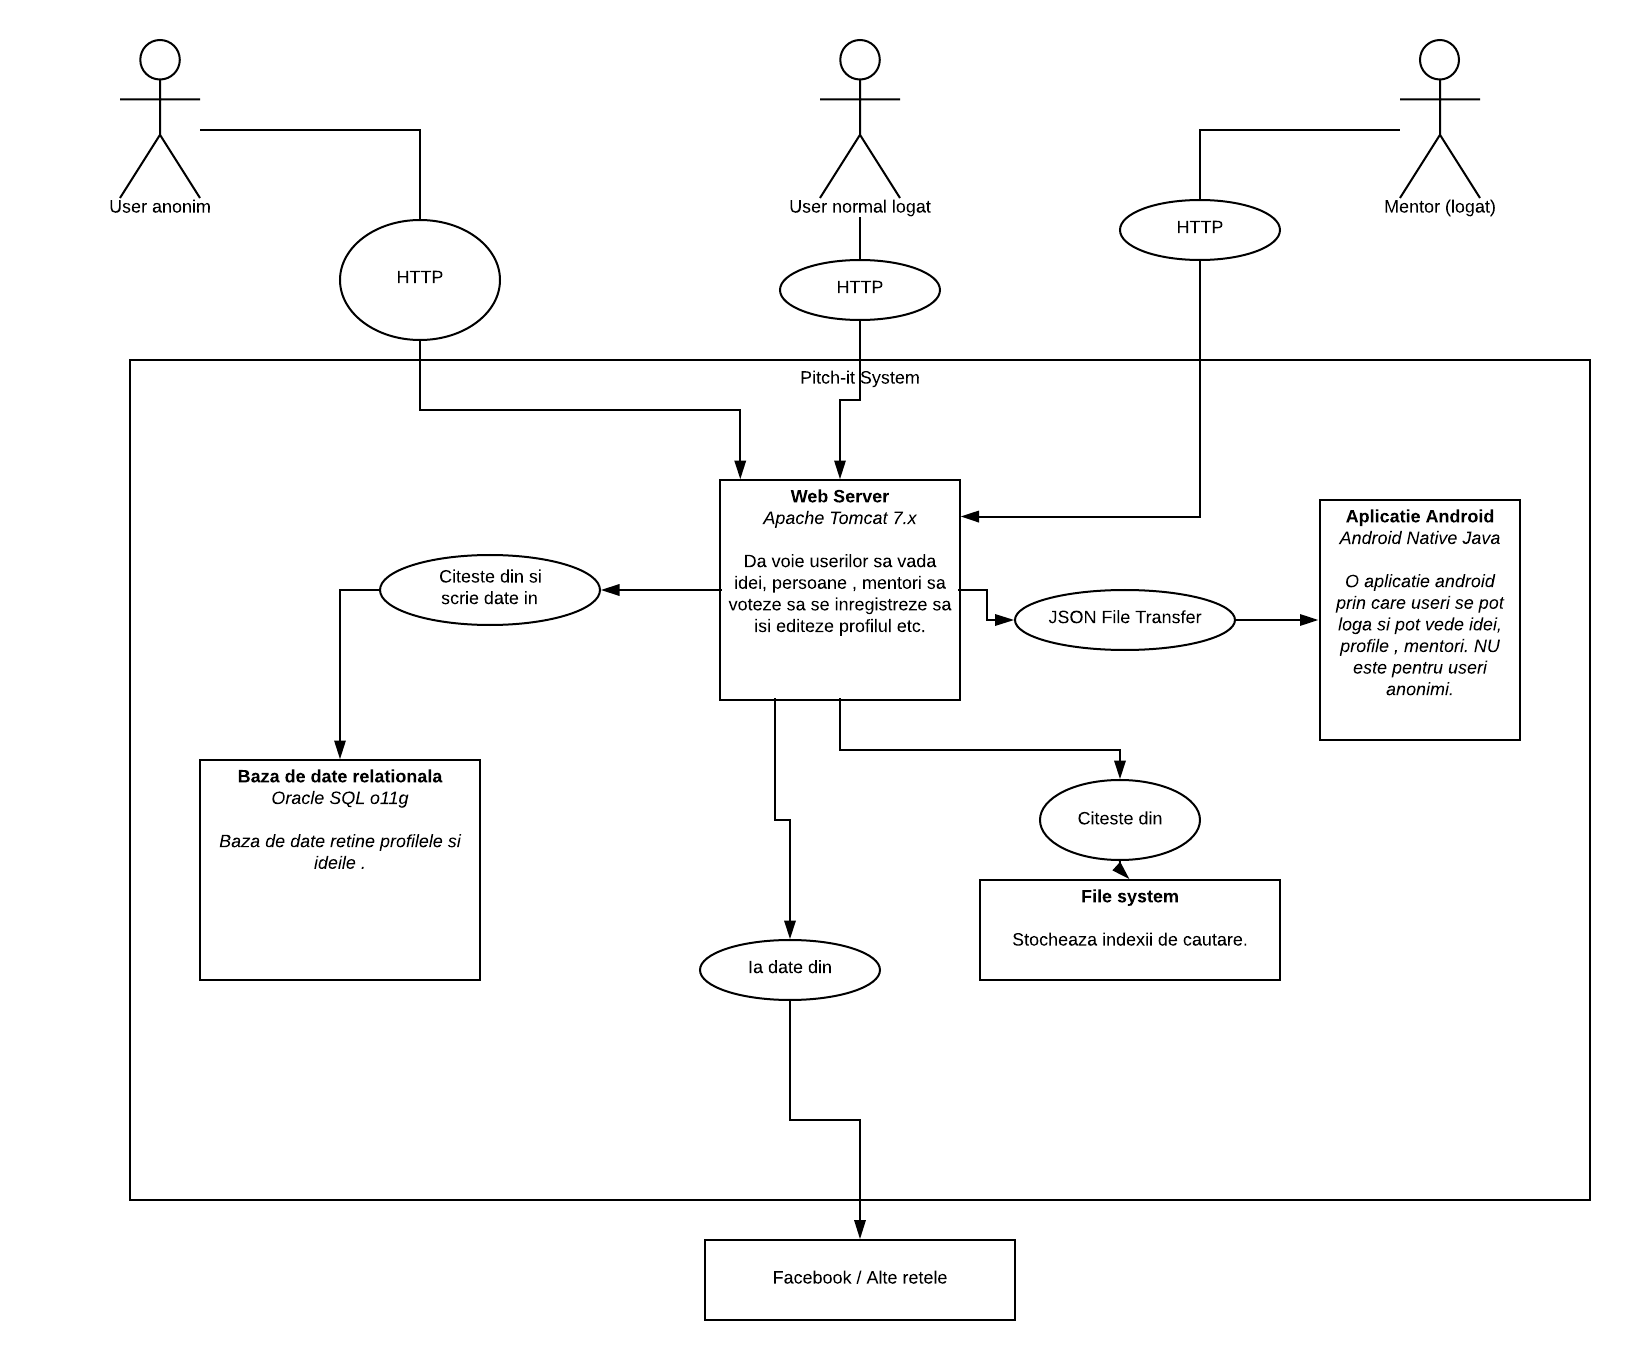 User anonim
User normal logat
Mentor (logat)
HTTP
HTTP
HTTP
Pitch-it System
Web Server
Apache Tomcat 7.x
Da voie userilor sa vada
idei, persoane , mentori sa
voteze sa se inregistreze sa
isi editeze profilul etc.
Aplicatie Android
Android Native Java
O aplicatie android
prin care useri se pot
loga si pot vede idei,
profile , mentori. NU
este pentru useri
anonimi.
Citeste din si
scrie date in
JSON File Transfer
Baza de date relationala
Oracle SQL o11g
Baza de date retine profilele si
ideile .
Citeste din
File system
Stocheaza indexii de cautare.
Ia date din
Facebook / Alte retele